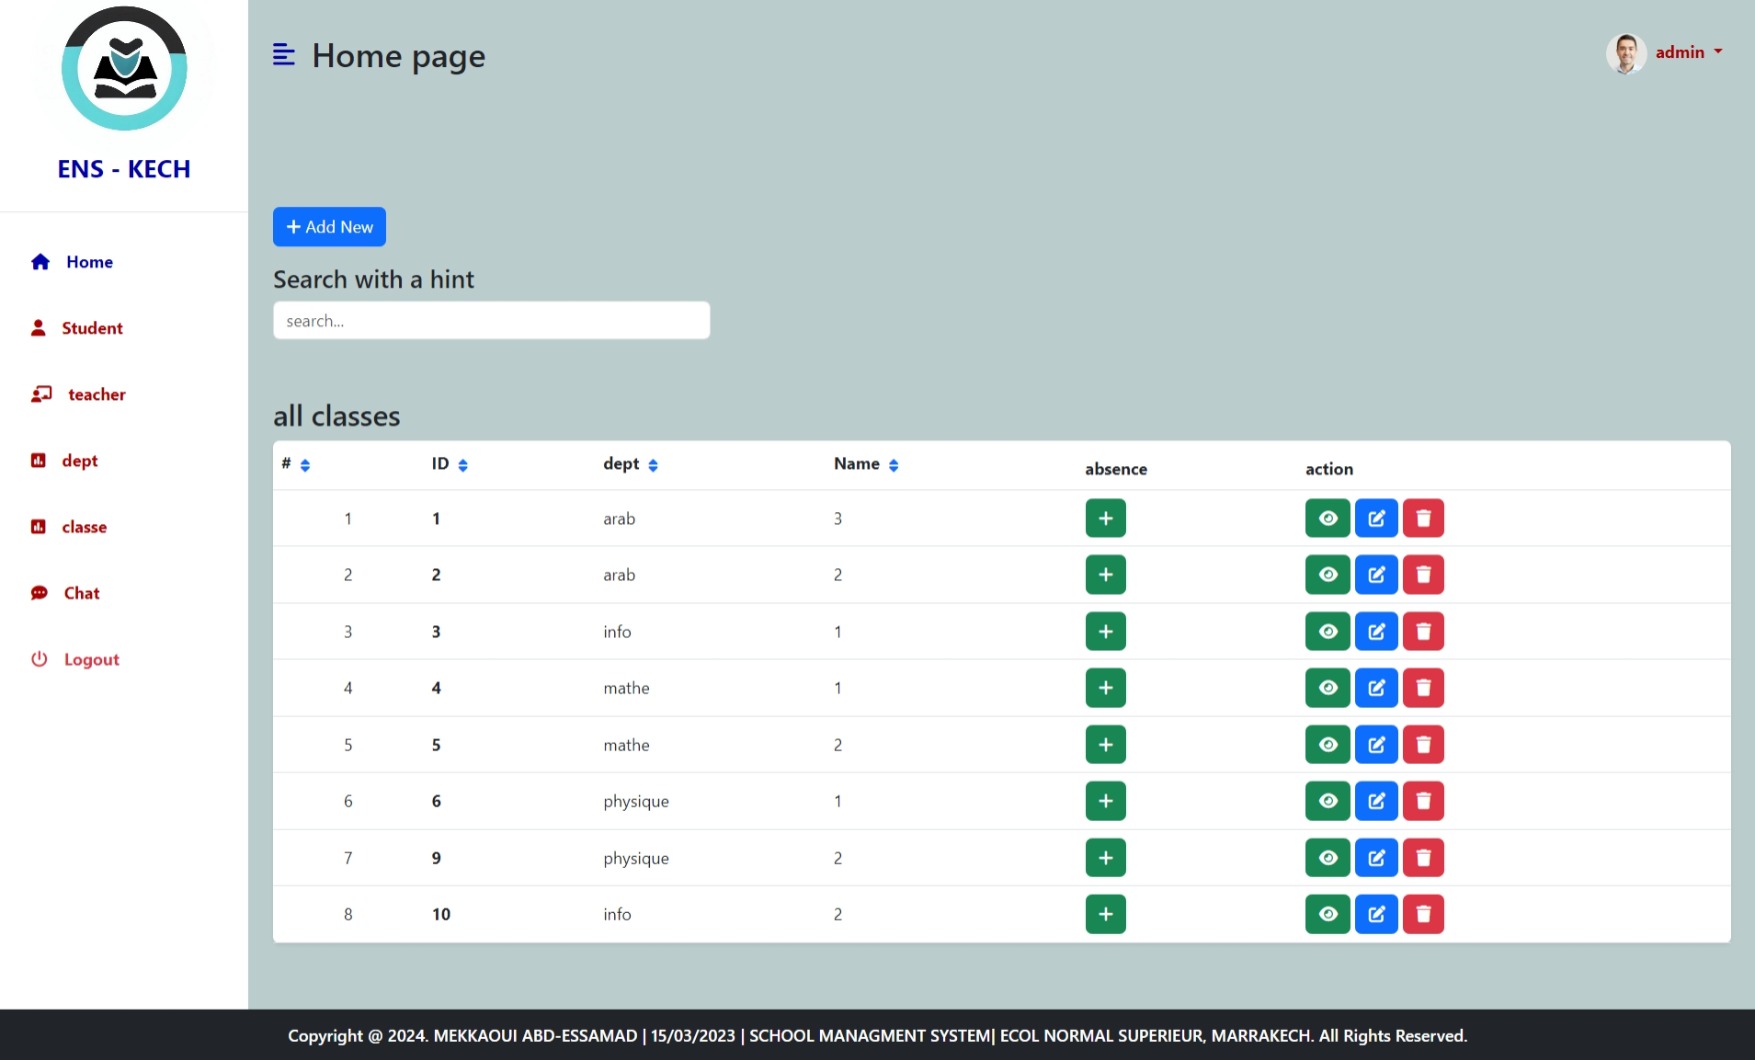 ENS - KECH
Home
Student
teacher
dept
classe
Chat
Logout
Home page
admin
Add New
Search with a hint
search...
all classes
# ID dept Name absence action
1 1 arab 3
2 2 arab 2
3 3 info 1
4 4 mathe 1
5 5 mathe 2
6 6 physique 1
7 9 physique 2
8 10 info 2
Copyright @ 2024. MEKKAOUI ABD-ESSAMAD | 15/03/2023 | SCHOOL MANAGMENT SYSTEM| ECOL NORMAL SUPERIEUR, MARRAKECH. All Rights Reserved.